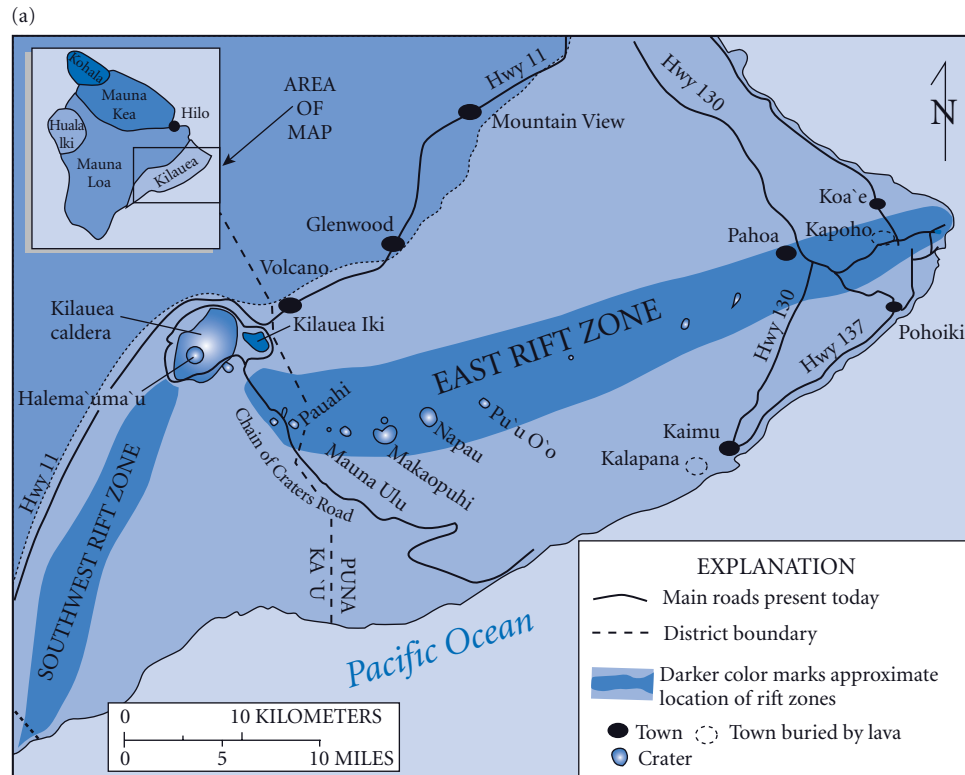 (a)
Kohala
Mauna
Kea
Hilo
Huala
Iki
Mauna
Loa
Kilauea
AREA
OF
MAP
Hwy 11
Mountain View
Hwy 130
N
Koa`e
Kapoho
Glenwood
Pahoa
Volcano
Kilauea
caldera
Kilauea Iki
Pohoiki
Hwy 130
Hwy 137
EAST RIFT ZONE
Halema`uma`u
Pauahi
Pu`u O`o
Napau
Makaopuhi
Mauna Ulu
Chain of Craters Road
Kaimu
Kalapana
Hwy 11
SOUTHWEST RIFT ZONE
PUNA
KA `U
Pacific Ocean
EXPLANATION
Main roads present today
District boundary
Darker color marks approximate
location of rift zones
Town
Town buried by lava
Crater
0 10 KILOMETERS
0 5 10 MILES